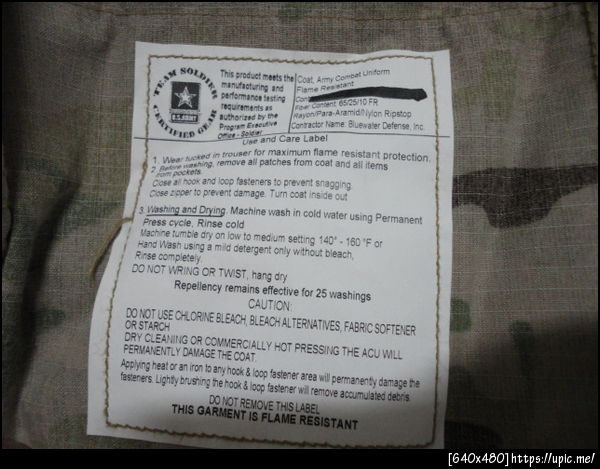 TEAM SOLDIER
CERTIFIED GEAR
U.S. ARMY
This product meets the
manufacturing and
performance testing
requirements as
authorized by the
Program Executive
Office - Soldier
Coat, Army Combat Uniform
Flame Resistant
Fiber Content: 65/25/10 FR
Rayon/Para-Aramid/Nylon Ripstop
Contractor Name: Bluewater Defense, Inc.
Use and Care Label
1. Wear tucked in trouser for maximum flame resistant protection.
2. Before washing, remove all patches from coat and all items
from pockets.
Close all hook and loop fasteners to prevent snagging.
Close zipper to prevent damage. Turn coat inside out
3. Washing and Drying. Machine wash in cold water using Permanent
Press cycle, Rinse cold
Machine tumble dry on low to medium setting 140° - 160 °F or
Hand Wash using a mild detergent only without bleach,
Rinse completely.
DO NOT WRING OR TWIST, hang dry
Repellency remains effective for 25 washings
CAUTION:
DO NOT USE CHLORINE BLEACH, BLEACH ALTERNATIVES, FABRIC SOFTENER
OR STARCH
DRY CLEANING OR COMMERCIALLY HOT PRESSING THE ACU WILL
PERMANENTLY DAMAGE THE COAT.
Applying heat or an iron to any hook & loop fastener area will permanently damage the
fasteners. Lightly brushing the hook & loop fastener will remove accumulated debris.
DO NOT REMOVE THIS LABEL
THIS GARMENT IS FLAME RESISTANT
[640x480]https://upic.me/